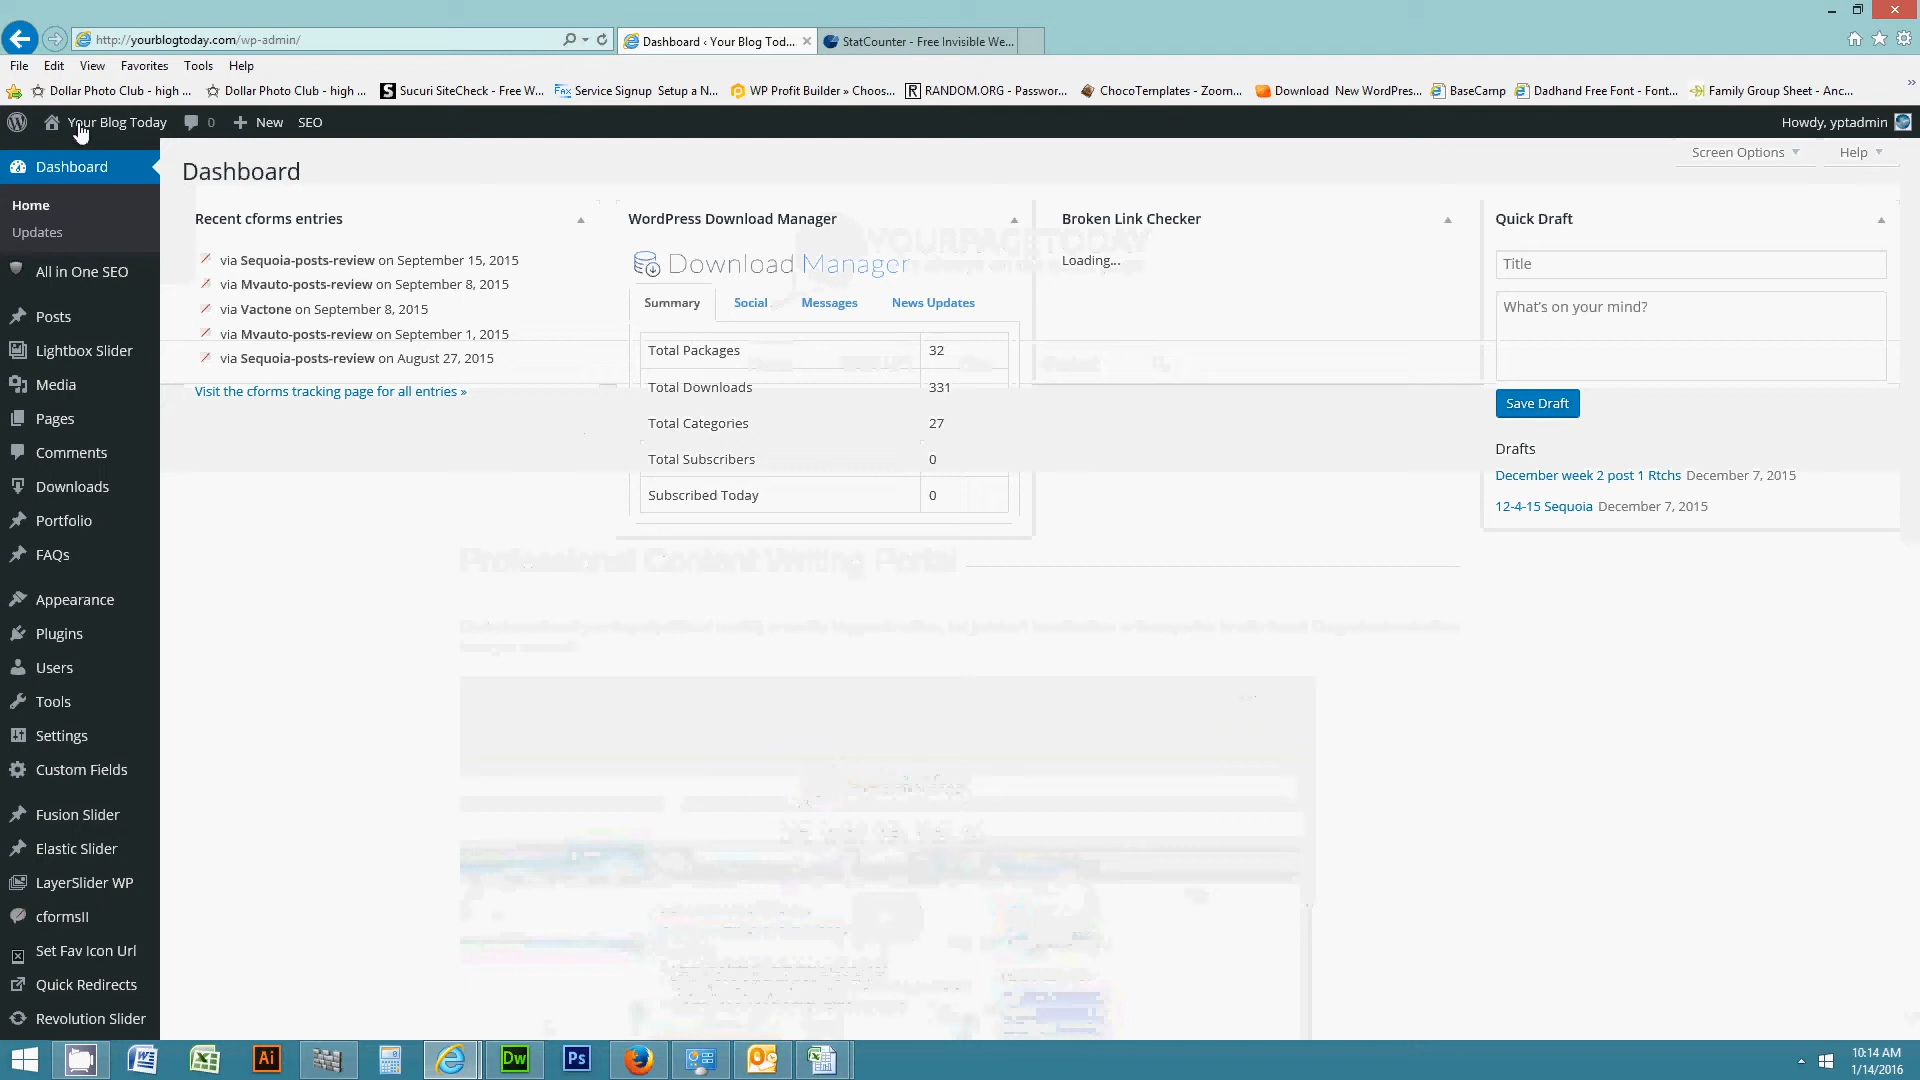 http://yourblogtoday.com/wp-admin/
Dashboard ‹ Your Blog Tod...
StatCounter - Free Invisible We...
File Edit View Favorites Tools Help
Dollar Photo Club - high ...
Dollar Photo Club - high ...
Sucuri SiteCheck - Free W...
Service Signup Setup a N...
WP Profit Builder » Choos...
RANDOM.ORG - Passwor...
ChocoTemplates - Zoom...
Download New WordPress...
BaseCamp
Dadhand Free Font - Font...
Family Group Sheet - Anc...
Your Blog Today 0 New SEO
Howdy, yptadmin
Dashboard
Home
Updates
All in One SEO
Posts
Lightbox Slider
Media
Pages
Comments
Downloads
Portfolio
FAQs
Appearance
Plugins
Users
Tools
Settings
Custom Fields
Fusion Slider
Elastic Slider
LayerSlider WP
cformsII
Set Fav Icon Url
Quick Redirects
Revolution Slider
Dashboard
Screen Options
Help
Recent cforms entries
via Sequoia-posts-review on September 15, 2015
via Mvauto-posts-review on September 8, 2015
via Vactone on September 8, 2015
via Mvauto-posts-review on September 1, 2015
via Sequoia-posts-review on August 27, 2015
Visit the cforms tracking page for all entries »
WordPress Download Manager
Download Manager
Summary Social Messages News Updates
Total Packages 32
Total Downloads 331
Total Categories 27
Total Subscribers 0
Subscribed Today 0
Broken Link Checker
YOURPAGETODAY
Loading...
Quick Draft
Title
What's on your mind?
Save Draft
Drafts
December week 2 post 1 Rtchs December 7, 2015
12-4-15 Sequoia December 7, 2015
Professional Content Writing Portal
Ai
Dw
Ps
10:14 AM
1/14/2016